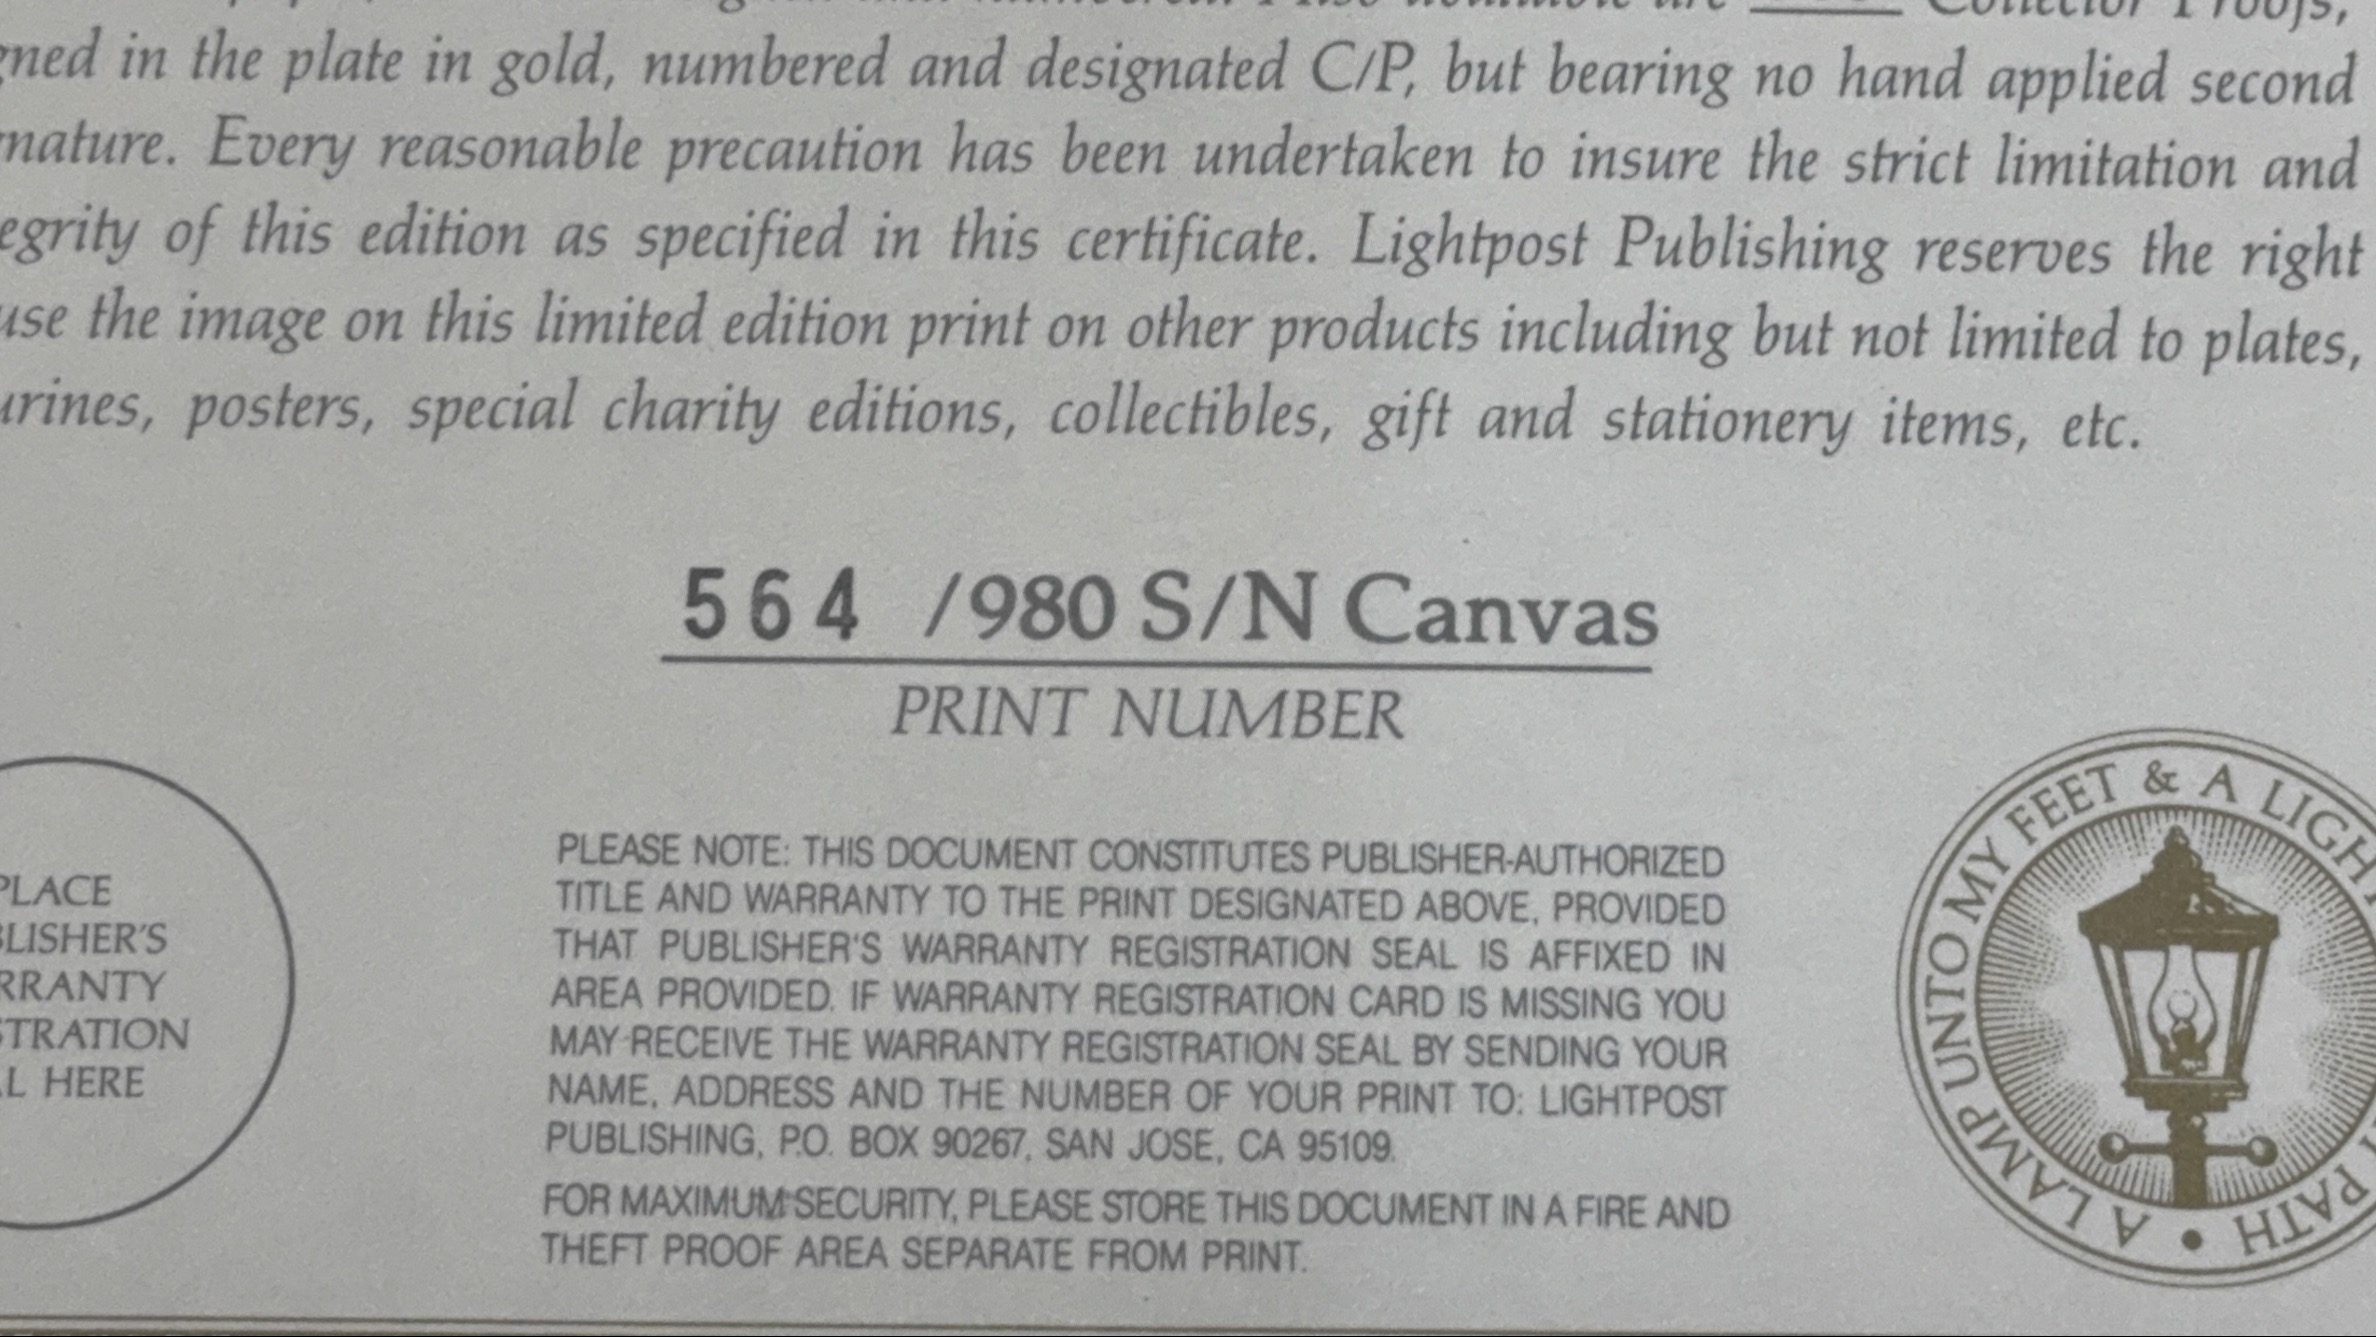 Collector Proofs,
gned in the plate in gold, numbered and designated C/P, but bearing no hand applied second
nature. Every reasonable precaution has been undertaken to insure the strict limitation and
egrity of this edition as specified in this certificate. Lightpost Publishing reserves the right
use the image on this limited edition print on other products including but not limited to plates,
urines, posters, special charity editions, collectibles, gift and stationery items, etc.
564 /980 S/N Canvas
PRINT NUMBER
PLACE
BLISHER'S
RRANTY
STRATION
AL HERE
PLEASE NOTE: THIS DOCUMENT CONSTITUTES PUBLISHER-AUTHORIZED
TITLE AND WARRANTY TO THE PRINT DESIGNATED ABOVE, PROVIDED
THAT PUBLISHER'S WARRANTY REGISTRATION SEAL IS AFFIXED IN
AREA PROVIDED. IF WARRANTY REGISTRATION CARD IS MISSING YOU
MAY RECEIVE THE WARRANTY REGISTRATION SEAL BY SENDING YOUR
NAME, ADDRESS AND THE NUMBER OF YOUR PRINT TO: LIGHTPOST
PUBLISHING, P.O. BOX 90267, SAN JOSE, CA 95109.
FOR MAXIMUM SECURITY, PLEASE STORE THIS DOCUMENT IN A FIRE AND
THEFT PROOF AREA SEPARATE FROM PRINT.
A LAMP UNTO MY FEET & A LIGHT PATH •